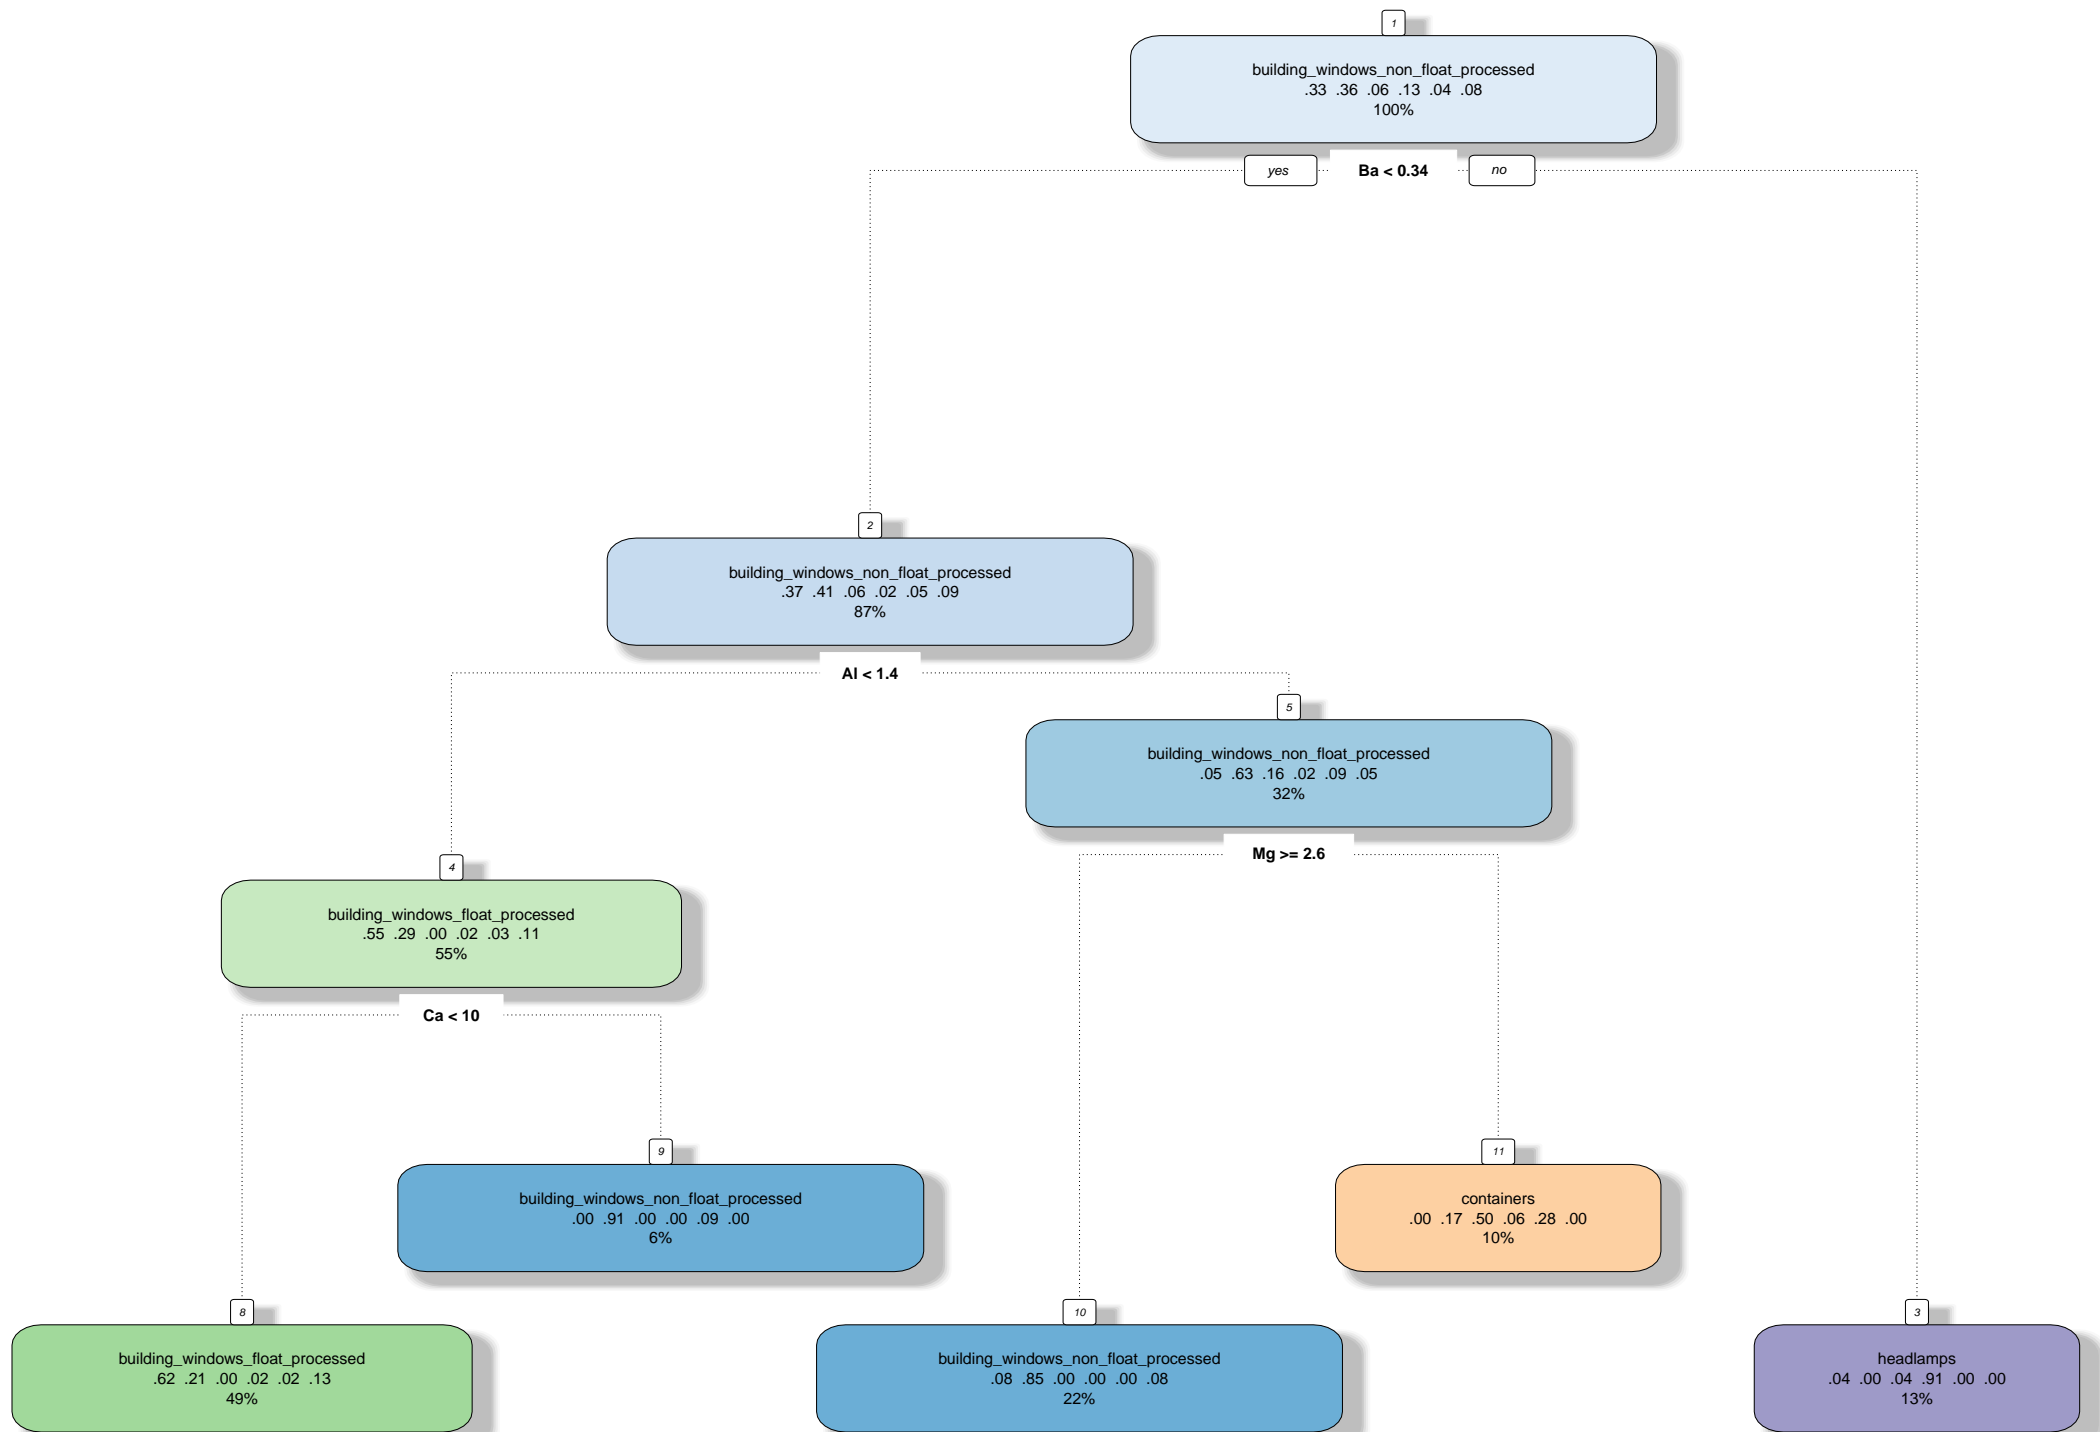 1
building_windows_non_float_processed
.33 .36 .06 .13 .04 .08
100%
yes Ba < 0.34 no
2
building_windows_non_float_processed
.37 .41 .06 .02 .05 .09
87%
Al < 1.4
5
building_windows_non_float_processed
.05 .63 .16 .02 .09 .05
32%
Mg >= 2.6
4
building_windows_float_processed
.55 .29 .00 .02 .03 .11
55%
Ca < 10
9
building_windows_non_float_processed
.00 .91 .00 .00 .09 .00
6%
11
containers
.00 .17 .50 .06 .28 .00
10%
8
building_windows_float_processed
.62 .21 .00 .02 .02 .13
49%
10
building_windows_non_float_processed
.08 .85 .00 .00 .00 .08
22%
3
headlamps
.04 .00 .04 .91 .00 .00
13%